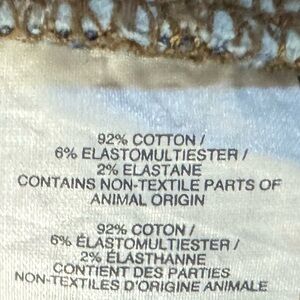 92% COTTON /
6% ELASTOMULTIESTER /
2% ELASTANE
CONTAINS NON-TEXTILE PARTS OF
ANIMAL ORIGIN
92% COTON /
6% ÉLASTOMULTIESTER /
2% ÉLASTHANNE
CONTIENT DES PARTIES
NON-TEXTILES D'ORIGINE ANIMALE